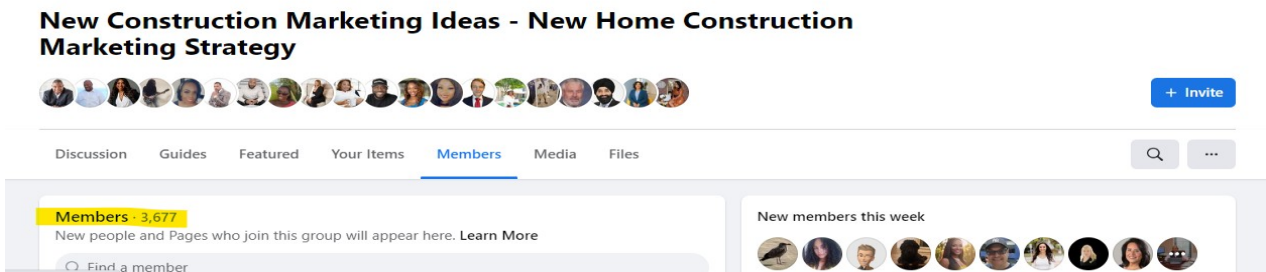 New Construction Marketing Ideas - New Home Construction
Marketing Strategy
+ Invite
Discussion Guides Featured Your Items Members Media Files
Members · 3,677
New people and Pages who join this group will appear here. Learn More
Find a member
New members this week